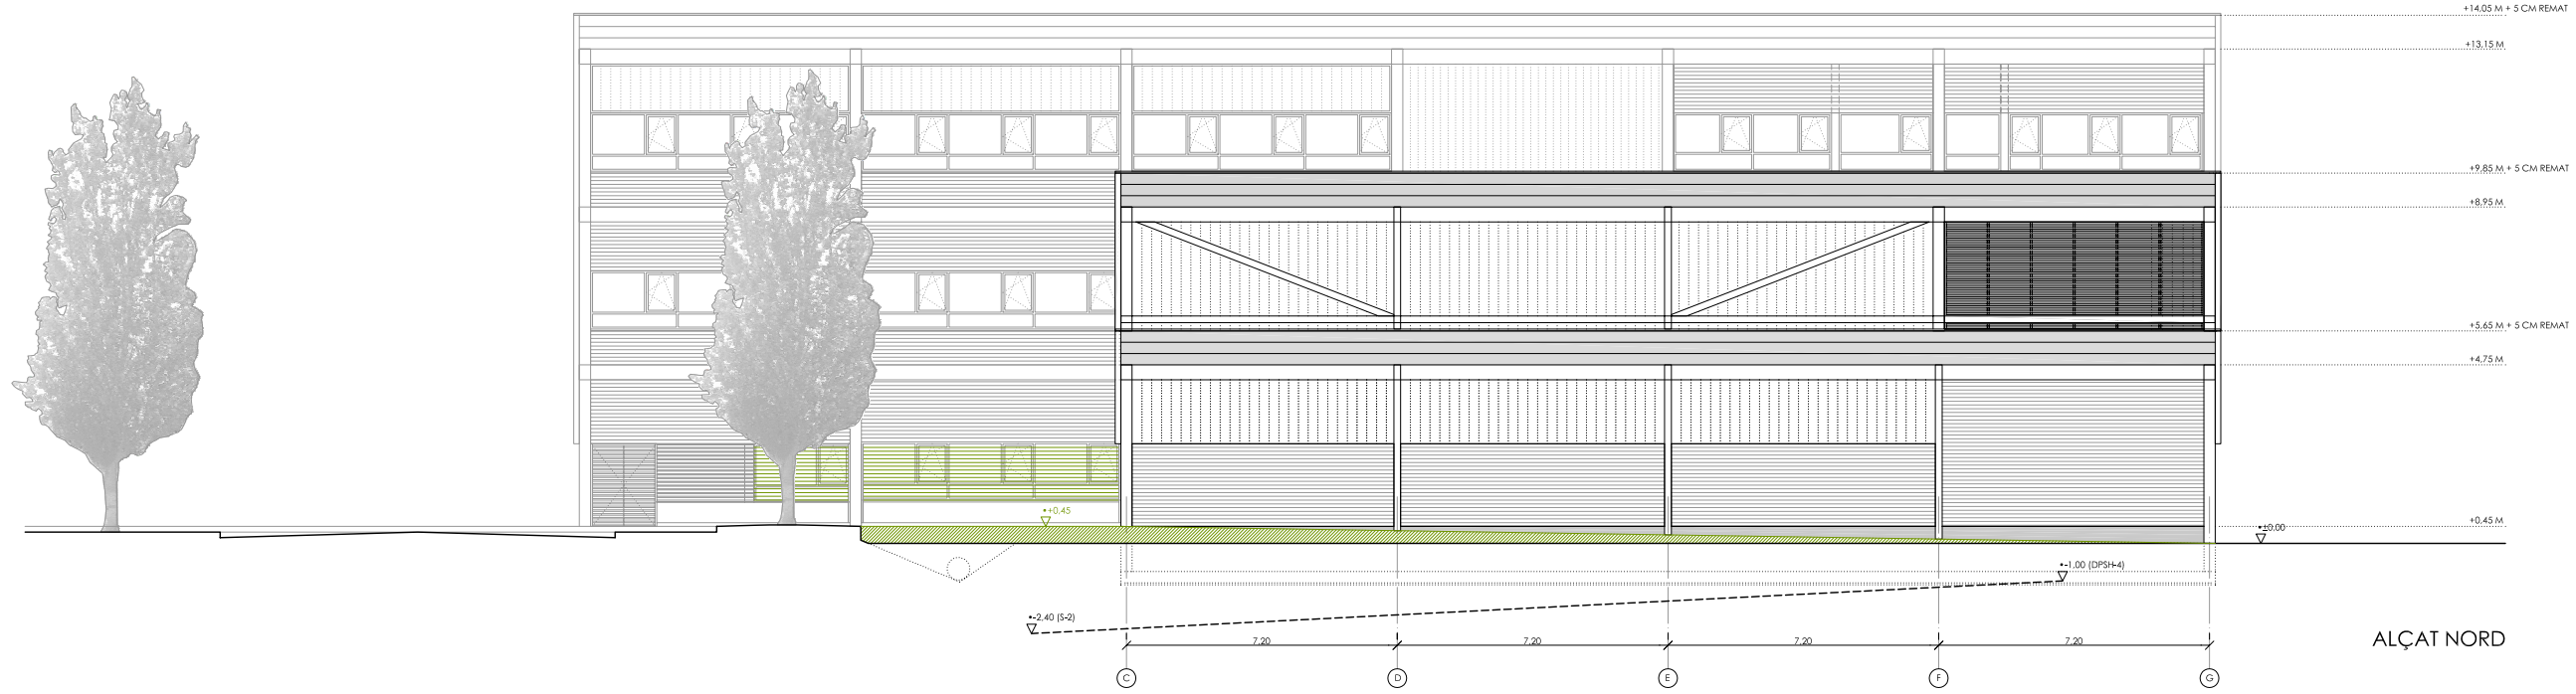 +14,05 M + 5 CM REMAT
+13,15 M
+9,85 M + 5 CM REMAT
+8,95 M
+5,65 M + 5 CM REMAT
+4,75 M
+0,45
+0,45 M
±0,00
-1,00 (DPSH-4)
-2,40 (S-2)
7,20 7,20 7,20 7,20
ALÇAT NORD
C D E F G